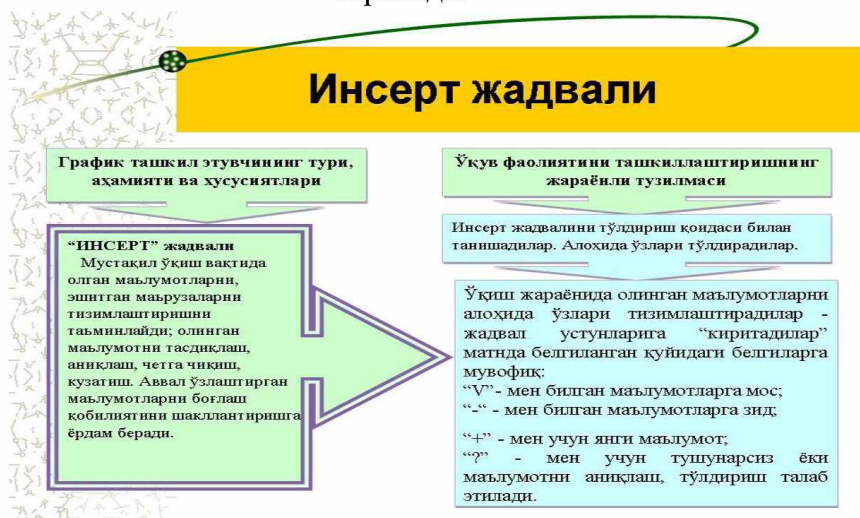 Инсерт жадвали
График ташкил этувчининг тури,
аҳамияти ва хусусиятлари
“ИНСЕРТ” жадвали
Мустақил ўқиш вақтида
олган маълумотларни,
эшитган маърузаларни
тизимлаштиришни
таъминлайди; олинган
маълумотни тасдиқлаш,
аниқлаш, четга чиқиш,
кузатиш. Аввал ўзлаштирган
маълумотларни боғлаш
қобилиятини шакллантиришга
ёрдам беради.
Ўқув фаолиятини ташкиллаштиришнинг
жараёнли тузилмаси
Инсерт жадвалини тўлдириш қоидаси билан
танишадилар. Алоҳида ўзлари тўлдирадилар.
Ўқиш жараёнида олинган маълумотларни
алоҳида ўзлари тизимлаштирадилар -
жадвал устунларига “киритадилар”
матнда белгиланган қуйидаги белгиларга
мувофиқ:
“V”- мен билган маълумотларга мос;
“-“ - мен билган маълумотларга зид;
“+” - мен учун янги маълумот;
“?” - мен учун тушунарсиз ёки
маълумотни аниқлаш, тўлдириш талаб
этилади.